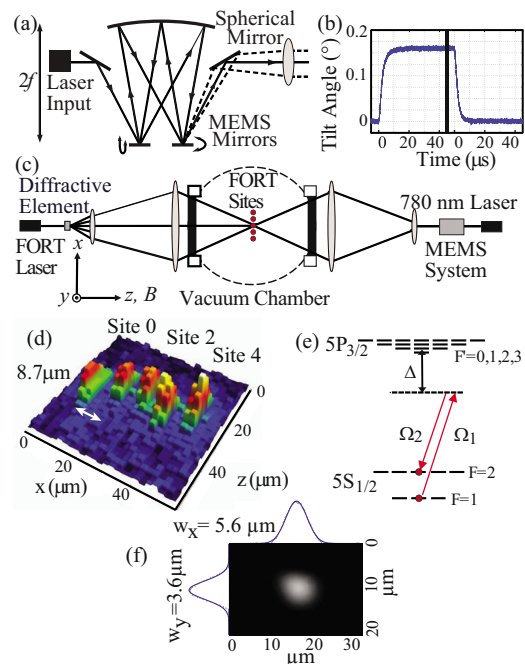 (a)
Spherical
Mirror
2f
Laser
Input
MEMS
Mirrors
(b)
Tilt Angle (°)
0.2
0.1
0
0 40 0 40
Time (μs)
(c)
Diffractive
Element
FORT
Laser
x
y
z, B
FORT
Sites
Vacuum Chamber
780 nm Laser
MEMS
System
(d)
Site 0
Site 2
Site 4
8.7μm
0
20
40
x (μm)
0
20
40
z (μm)
(e)
5P3/2
F'=0,1,2,3
Δ
Ω2
Ω1
5S1/2
F=2
F=1
(f)
wx= 5.6 μm
wy=3.6μm
0
10
20
μm
0 10 20 30
μm